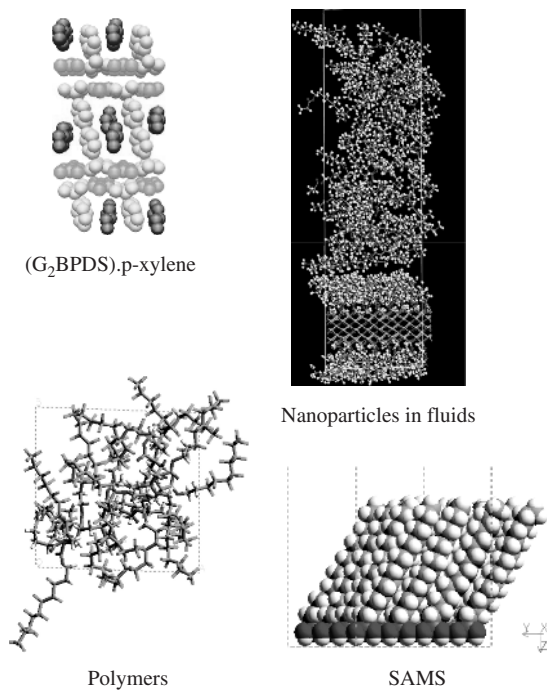 (G₂BPDS).p-xylene
Nanoparticles in fluids
Polymers
SAMS
Y X
Z